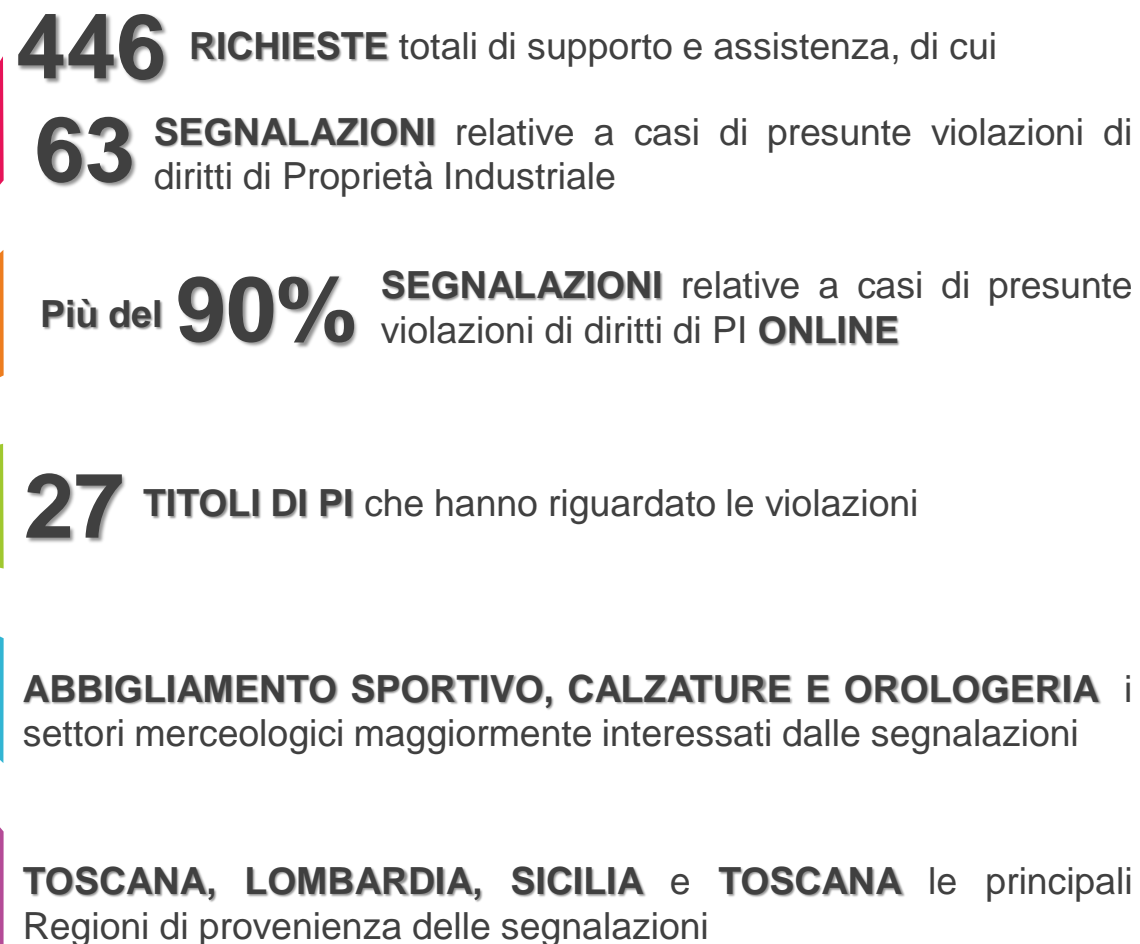 446 RICHIESTE totali di supporto e assistenza, di cui
63 SEGNALAZIONI relative a casi di presunte violazioni di
diritti di Proprietà Industriale
Più del 90% SEGNALAZIONI relative a casi di presunte
violazioni di diritti di PI ONLINE
27 TITOLI DI PI che hanno riguardato le violazioni
ABBIGLIAMENTO SPORTIVO, CALZATURE E OROLOGERIA i
settori merceologici maggiormente interessati dalle segnalazioni
TOSCANA, LOMBARDIA, SICILIA e TOSCANA le principali
Regioni di provenienza delle segnalazioni